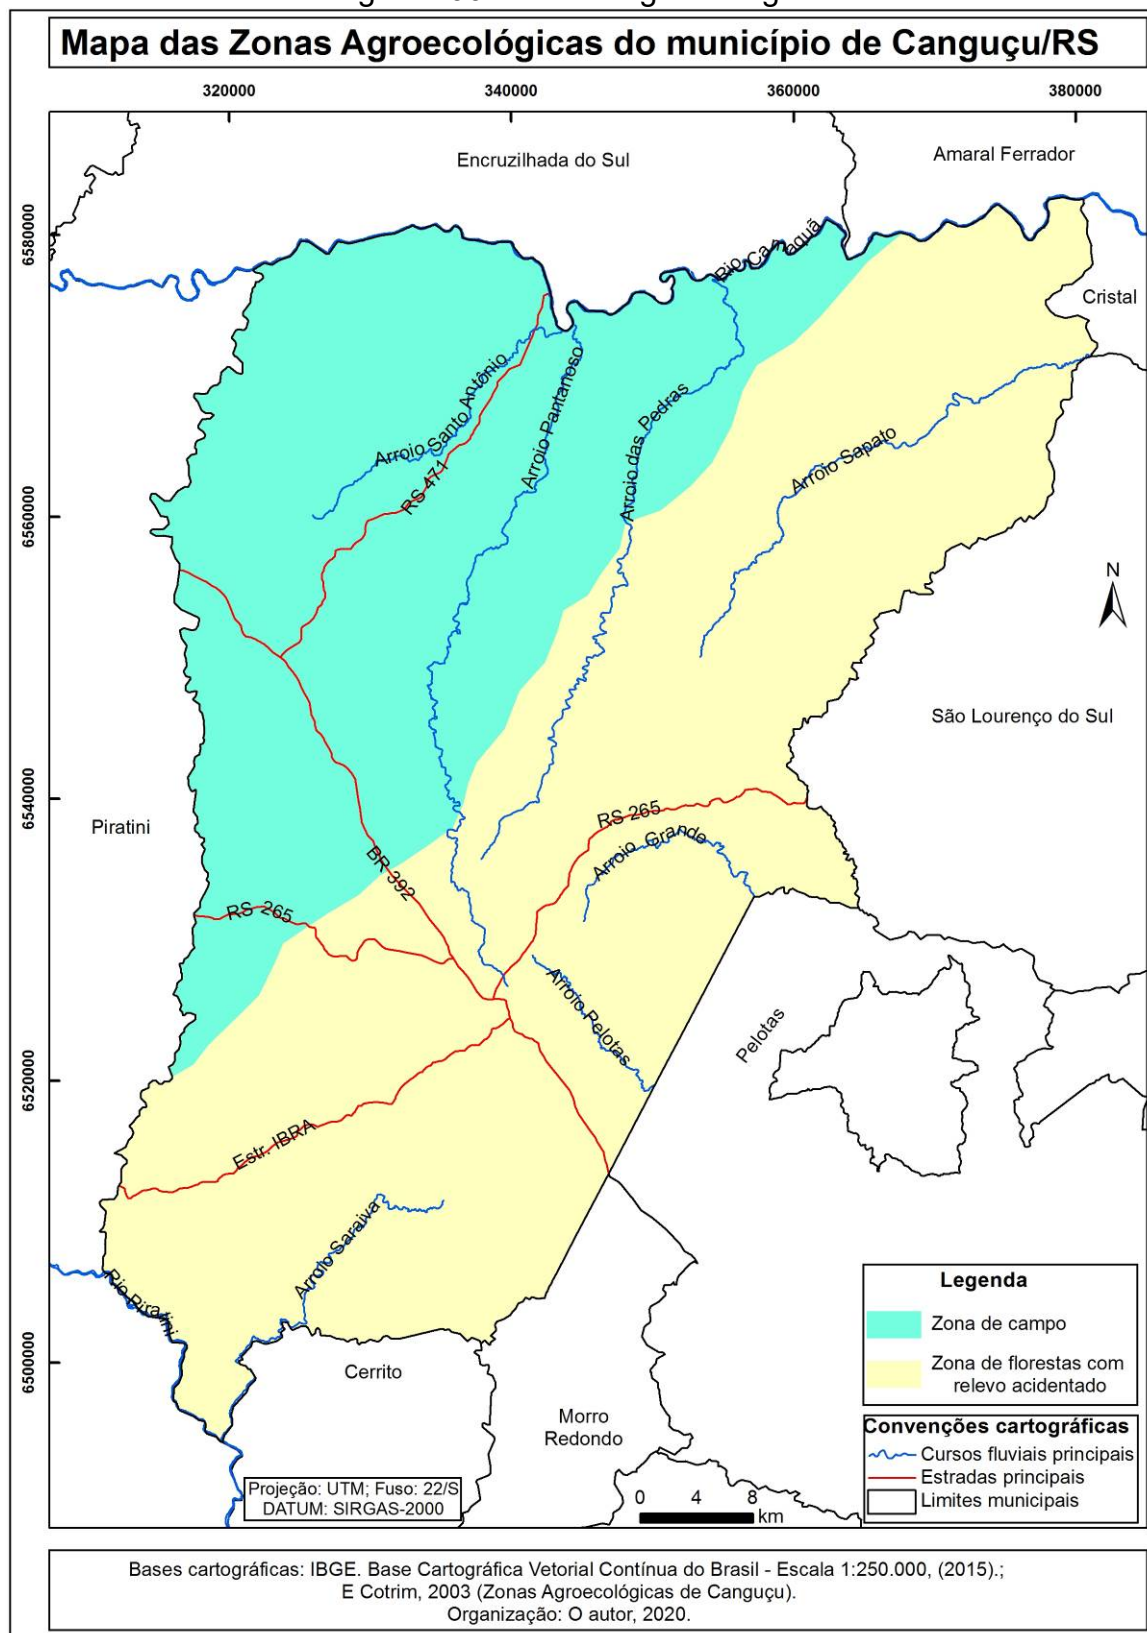 Mapa das Zonas Agroecológicas do município de Canguçu/RS
320000
340000
360000
380000
Encruzilhada do Sul
Amaral Ferrador
6580000
Rio Ca
aquã
Cristal
Arroio Santo Antônio
RS 471
Arroio Pantanoso
Arroio das Pedras
Arroio Sapato
6560000
N
São Lourenço do Sul
6540000
Piratini
BR 392
RS 265
RS 265
Arroio Grande
Arroio Pelotas
Pelotas
6520000
Estr. IBRA
Arroio Saraiva
Rio Piratini
6500000
Cerrito
Morro
Redondo
Legenda
Zona de campo
Zona de florestas com
relevo acidentado
Convenções cartográficas
Cursos fluviais principais
Estradas principais
Limites municipais
Projeção: UTM; Fuso: 22/S
DATUM: SIRGAS-2000
0 4 8
km
Bases cartográficas: IBGE. Base Cartográfica Vetorial Contínua do Brasil - Escala 1:250.000, (2015).;
E Cotrim, 2003 (Zonas Agroecológicas de Canguçu).
Organização: O autor, 2020.